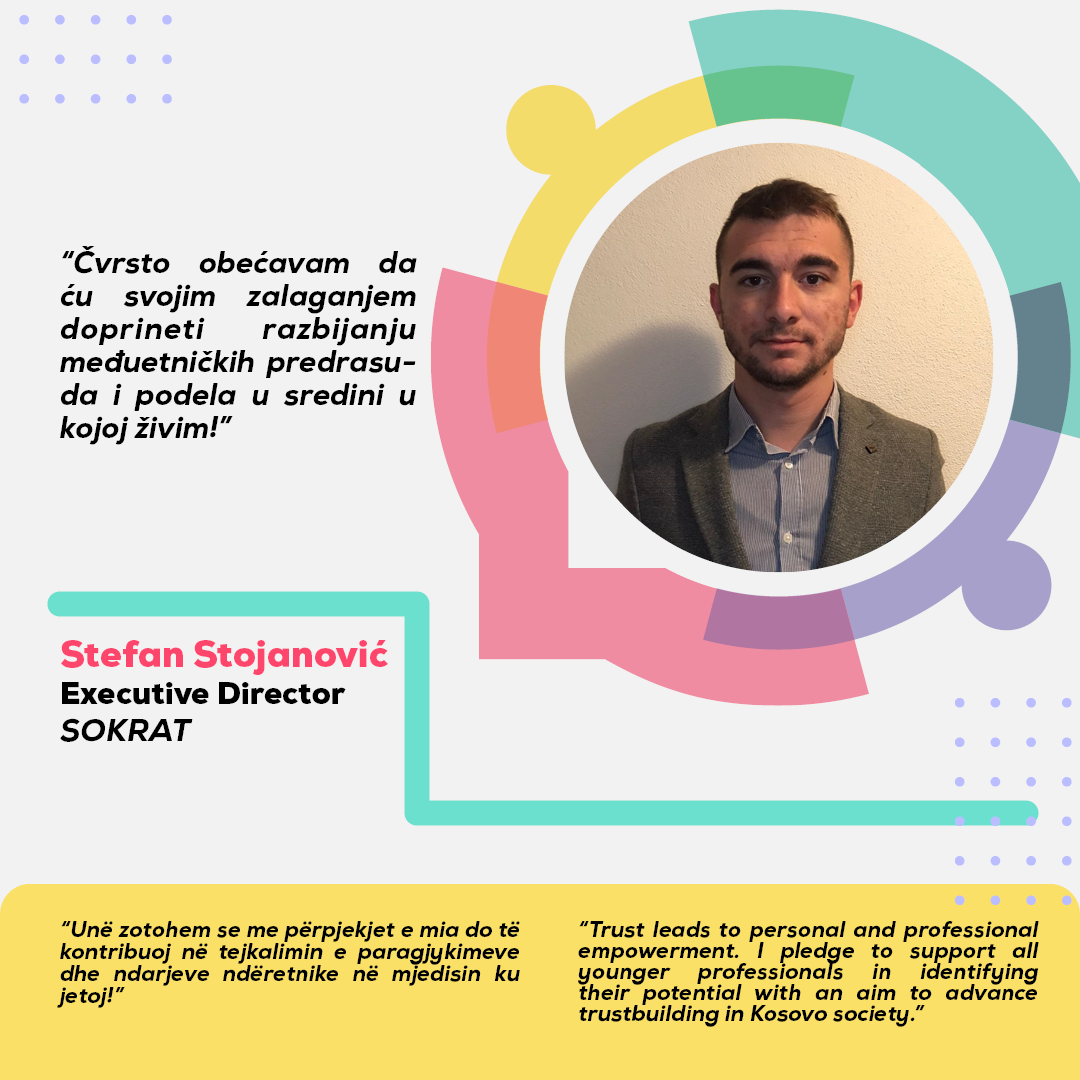 “Čvrsto obećavam da
ću svojim zalaganjem
doprineti razbijanju
međuetničkih predrasu-
da i podela u sredini u
kojoj živim!”
Stefan Stojanović
Executive Director
SOKRAT
“Unë zotohem se me përpjekjet e mia do të
kontribuoj në tejkalimin e paragjykimeve
dhe ndarjeve ndëretnike në mjedisin ku
jetoj!”
“Trust leads to personal and professional
empowerment. I pledge to support all
younger professionals in identifying
their potential with an aim to advance
trustbuilding in Kosovo society.”